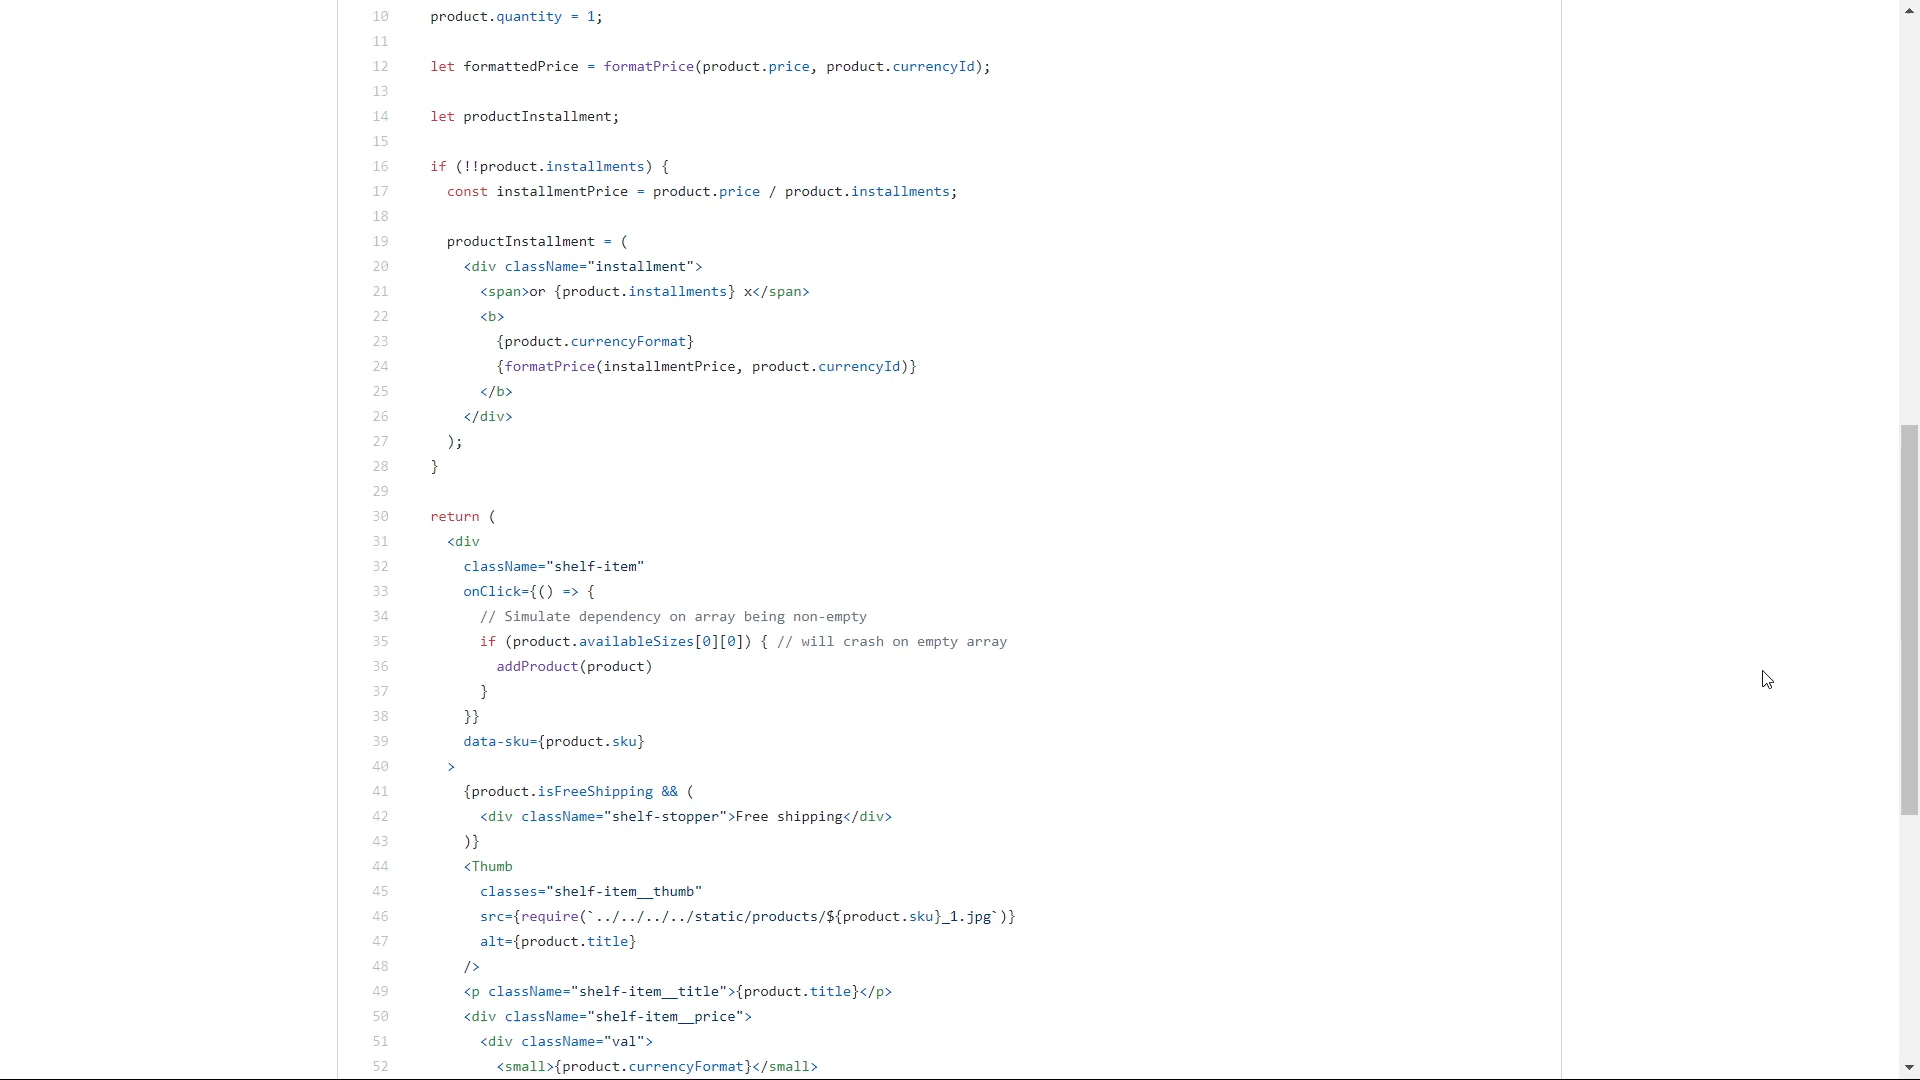 10 product.quantity = 1;
11
12 let formattedPrice = formatPrice(product.price, product.currencyId);
13
14 let productInstallment;
15
16 if (!!product.installments) {
17 const installmentPrice = product.price / product.installments;
18
19 productInstallment = (
20 <div className="installment">
21 <span>or {product.installments} x</span>
22 <b>
23 {product.currencyFormat}
24 {formatPrice(installmentPrice, product.currencyId)}
25 </b>
26 </div>
27 );
28 }
29
30 return (
31 <div
32 className="shelf-item"
33 onClick={() => {
34 // Simulate dependency on array being non-empty
35 if (product.availableSizes[0][0]) { // will crash on empty array
36 addProduct(product)
37 }
38 }}
39 data-sku={product.sku}
40 >
41 {product.isFreeShipping && (
42 <div className="shelf-stopper">Free shipping</div>
43 )}
44 <Thumb
45 classes="shelf-item__thumb"
46 src={require(`../../../../static/products/${product.sku}_1.jpg`)}
47 alt={product.title}
48 />
49 <p className="shelf-item__title">{product.title}</p>
50 <div className="shelf-item__price">
51 <div className="val">
52 <small>{product.currencyFormat}</small>